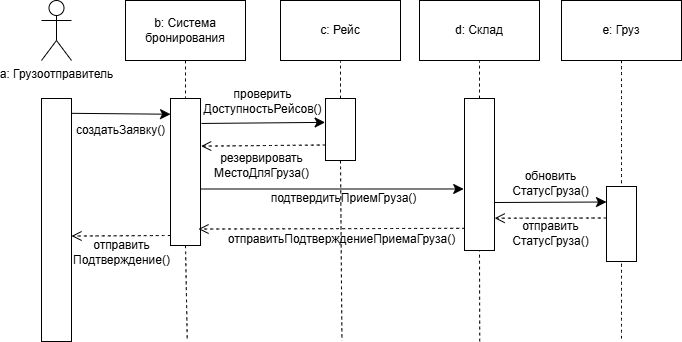 b: Система
бронирования
c: Рейс
d: Склад
e: Груз
a: Грузоотправитель
проверить
ДоступностьРейсов()
создатьЗаявку()
резервировать
МестоДляГруза()
обновить
СтатусГруза()
подтвердитьПриемГруза()
отправить
СтатусГруза()
отправитьПодтверждениеПриемаГруза()
отправить
Подтверждение()